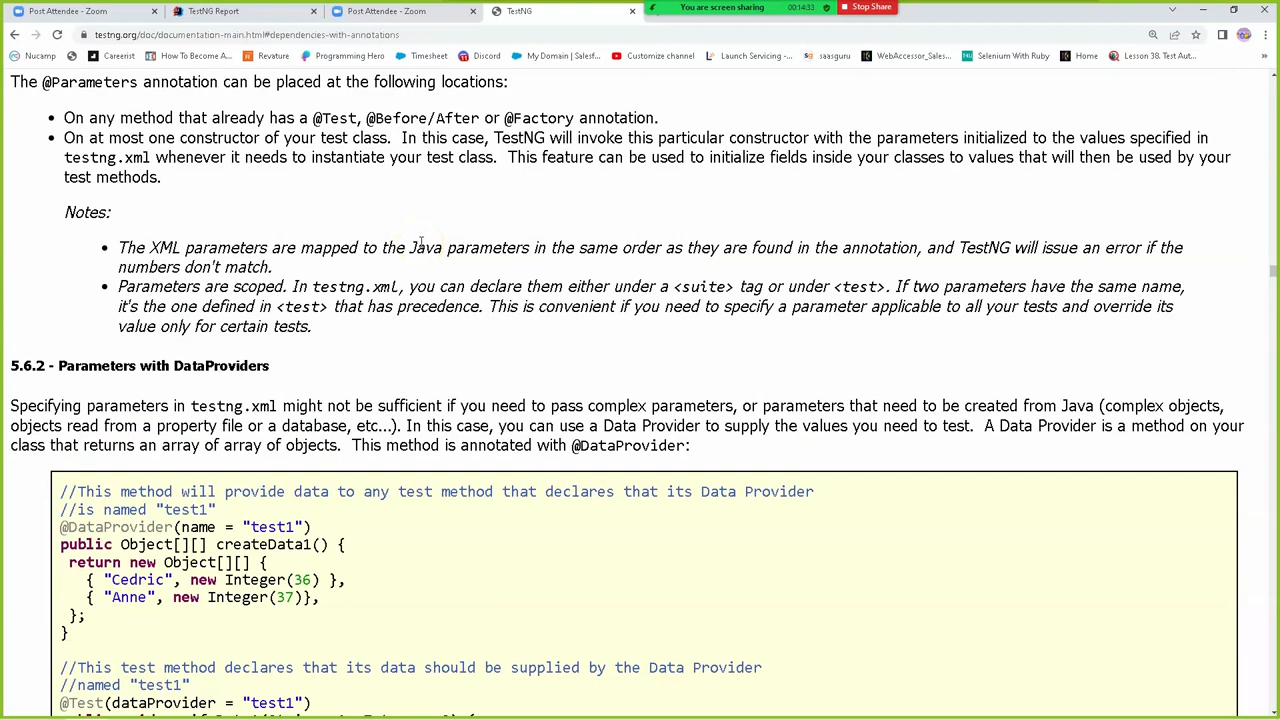 Post Attendee - Zoom
TestNG Report
Post Attendee - Zoom
TestNG
You are screen sharing
00:14:33
Stop Share
testng.org/doc/documentation-main.html#dependencies-with-annotations
Nucamp
Careerist
How To Become A...
Revature
Programming Hero
Timesheet
Discord
My Domain | Salesf...
Customize channel
Launch Servicing -...
saasguru
WebAccessor_Sales...
Home
Selenium With Ruby
Home
Lesson 38. Test Aut...
»
The @Parameters annotation can be placed at the following locations:
• On any method that already has a @Test, @Before/After or @Factory annotation.
• On at most one constructor of your test class.  In this case, TestNG will invoke this particular constructor with the parameters initialized to the values specified in
testng.xml whenever it needs to instantiate your test class.  This feature can be used to initialize fields inside your classes to values that will then be used by your
test methods.
Notes:
• The XML parameters are mapped to the Java parameters in the same order as they are found in the annotation, and TestNG will issue an error if the
numbers don't match.
• Parameters are scoped. In testng.xml, you can declare them either under a <suite> tag or under <test>. If two parameters have the same name,
it's the one defined in <test> that has precedence. This is convenient if you need to specify a parameter applicable to all your tests and override its
value only for certain tests.
5.6.2 - Parameters with DataProviders
Specifying parameters in testng.xml might not be sufficient if you need to pass complex parameters, or parameters that need to be created from Java (complex objects,
objects read from a property file or a database, etc...). In this case, you can use a Data Provider to supply the values you need to test.  A Data Provider is a method on your
class that returns an array of array of objects.  This method is annotated with @DataProvider:
//This method will provide data to any test method that declares that its Data Provider
//is named "test1"
@DataProvider(name = "test1")
public Object[][] createData1() {
return new Object[][] {
{ "Cedric", new Integer(36) },
{ "Anne", new Integer(37)},
};
}
//This test method declares that its data should be supplied by the Data Provider
//named "test1"
@Test(dataProvider = "test1")